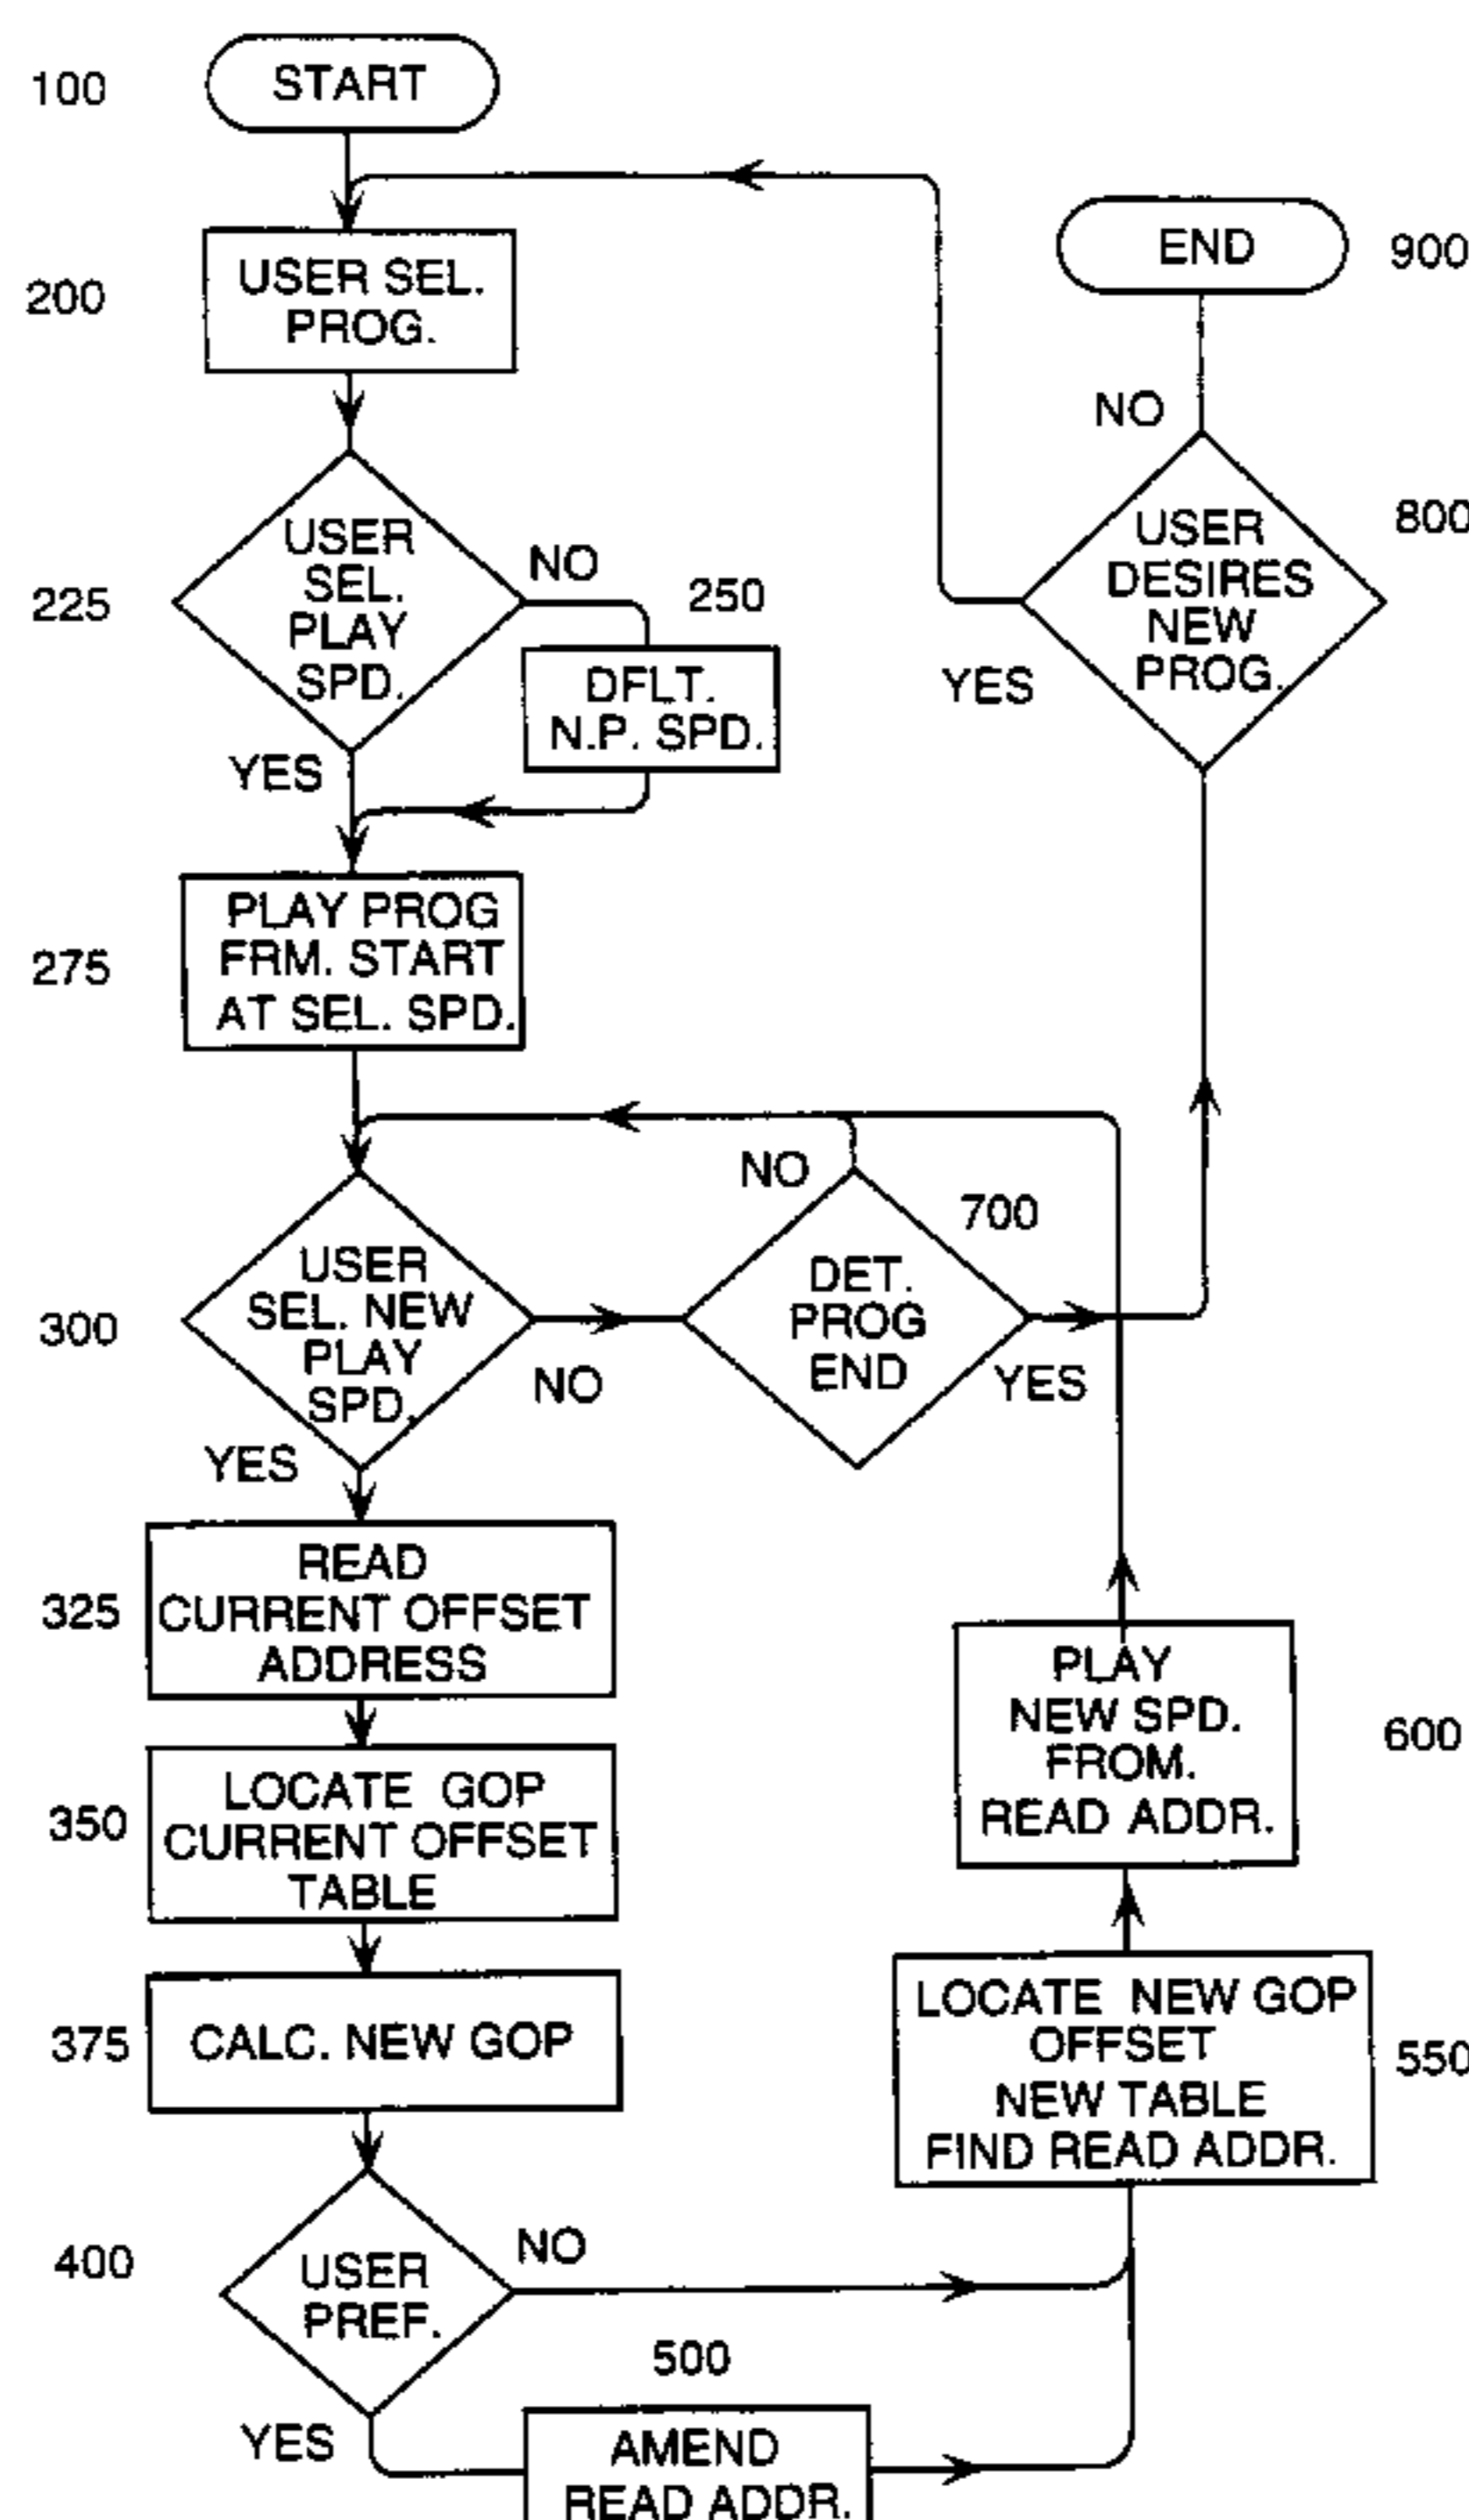 100
START
200
USER SEL.
PROG.
END
900
NO
225
USER
SEL.
PLAY
SPD.
NO
250
DFLT.
N.P. SPD.
YES
USER
DESIRES
NEW
PROG.
800
YES
275
PLAY PROG
FRM. START
AT SEL. SPD.
300
USER
SEL. NEW
PLAY
SPD.
NO
YES
NO
700
DET.
PROG
END
YES
325
READ
CURRENT OFFSET
ADDRESS
350
LOCATE GOP
CURRENT OFFSET
TABLE
PLAY
NEW SPD.
FROM.
READ ADDR.
600
375
CALC. NEW GOP
LOCATE NEW GOP
OFFSET
NEW TABLE
FIND READ ADDR.
550
400
USER
PREF.
NO
YES
500
AMEND
READ ADDR.